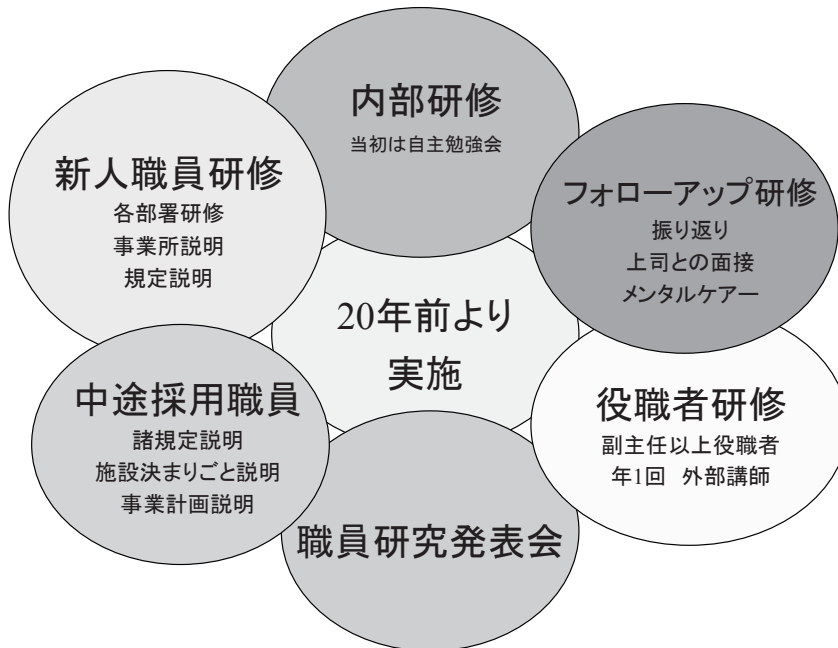 内部研修
当初は自主勉強会
新人職員研修
各部署研修
事業所説明
規定説明
フォローアップ研修
振り返り
上司との面接
メンタルケアー
20年前より
実施
中途採用職員
諸規定説明
施設決まりごと説明
事業計画説明
役職者研修
副主任以上役職者
年1回 外部講師
職員研究発表会